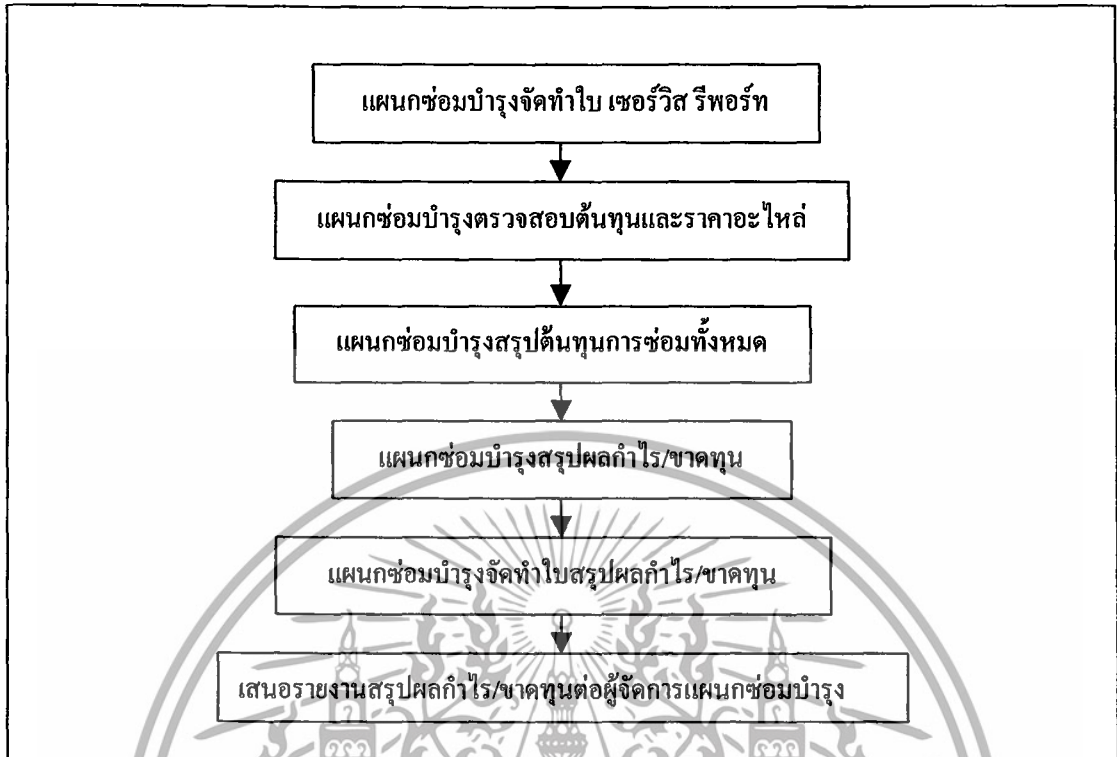 แผนกซ่อมบำรุงจัดทำใบ เซอร์วิส รีพอร์ท
แผนกซ่อมบำรุงตรวจสอบต้นทุนและราคาอะไหล่
แผนกซ่อมบำรุงสรุปต้นทุนการซ่อมทั้งหมด
แผนกซ่อมบำรุงสรุปผลกำไร/ขาดทุน
แผนกซ่อมบำรุงจัดทำใบสรุปผลกำไร/ขาดทุน
เสนอรายงานสรุปผลกำไร/ขาดทุนต่อผู้จัดการแผนกซ่อมบำรุง